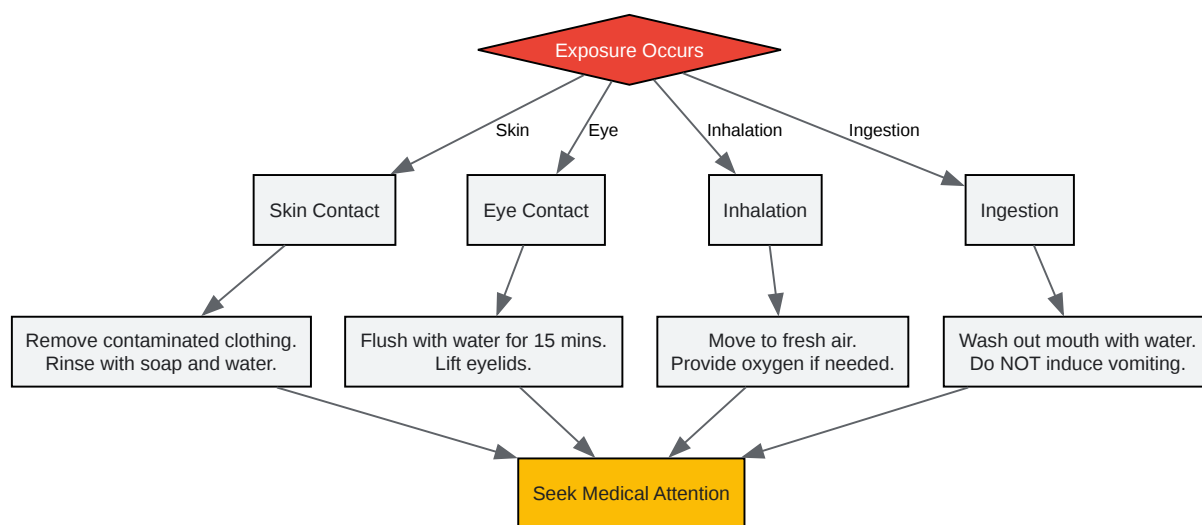 Exposure Occurs
Skin
Eye
Inhalation
Ingestion
Skin Contact
Eye Contact
Inhalation
Ingestion
Remove contaminated clothing.
Rinse with soap and water.
Flush with water for 15 mins.
Lift eyelids.
Move to fresh air.
Provide oxygen if needed.
Wash out mouth with water.
Do NOT induce vomiting.
Seek Medical Attention